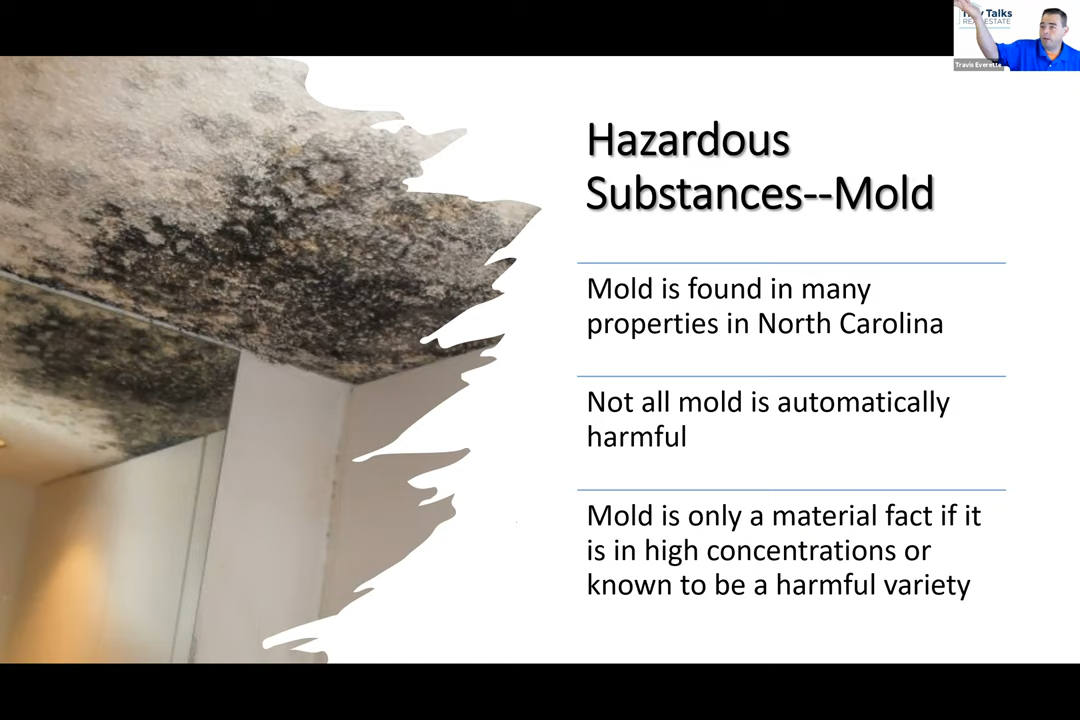 Talks
REAL ESTATE
Travis Everette
Hazardous
Substances--Mold
Mold is found in many
properties in North Carolina
Not all mold is automatically
harmful
Mold is only a material fact if it
is in high concentrations or
known to be a harmful variety